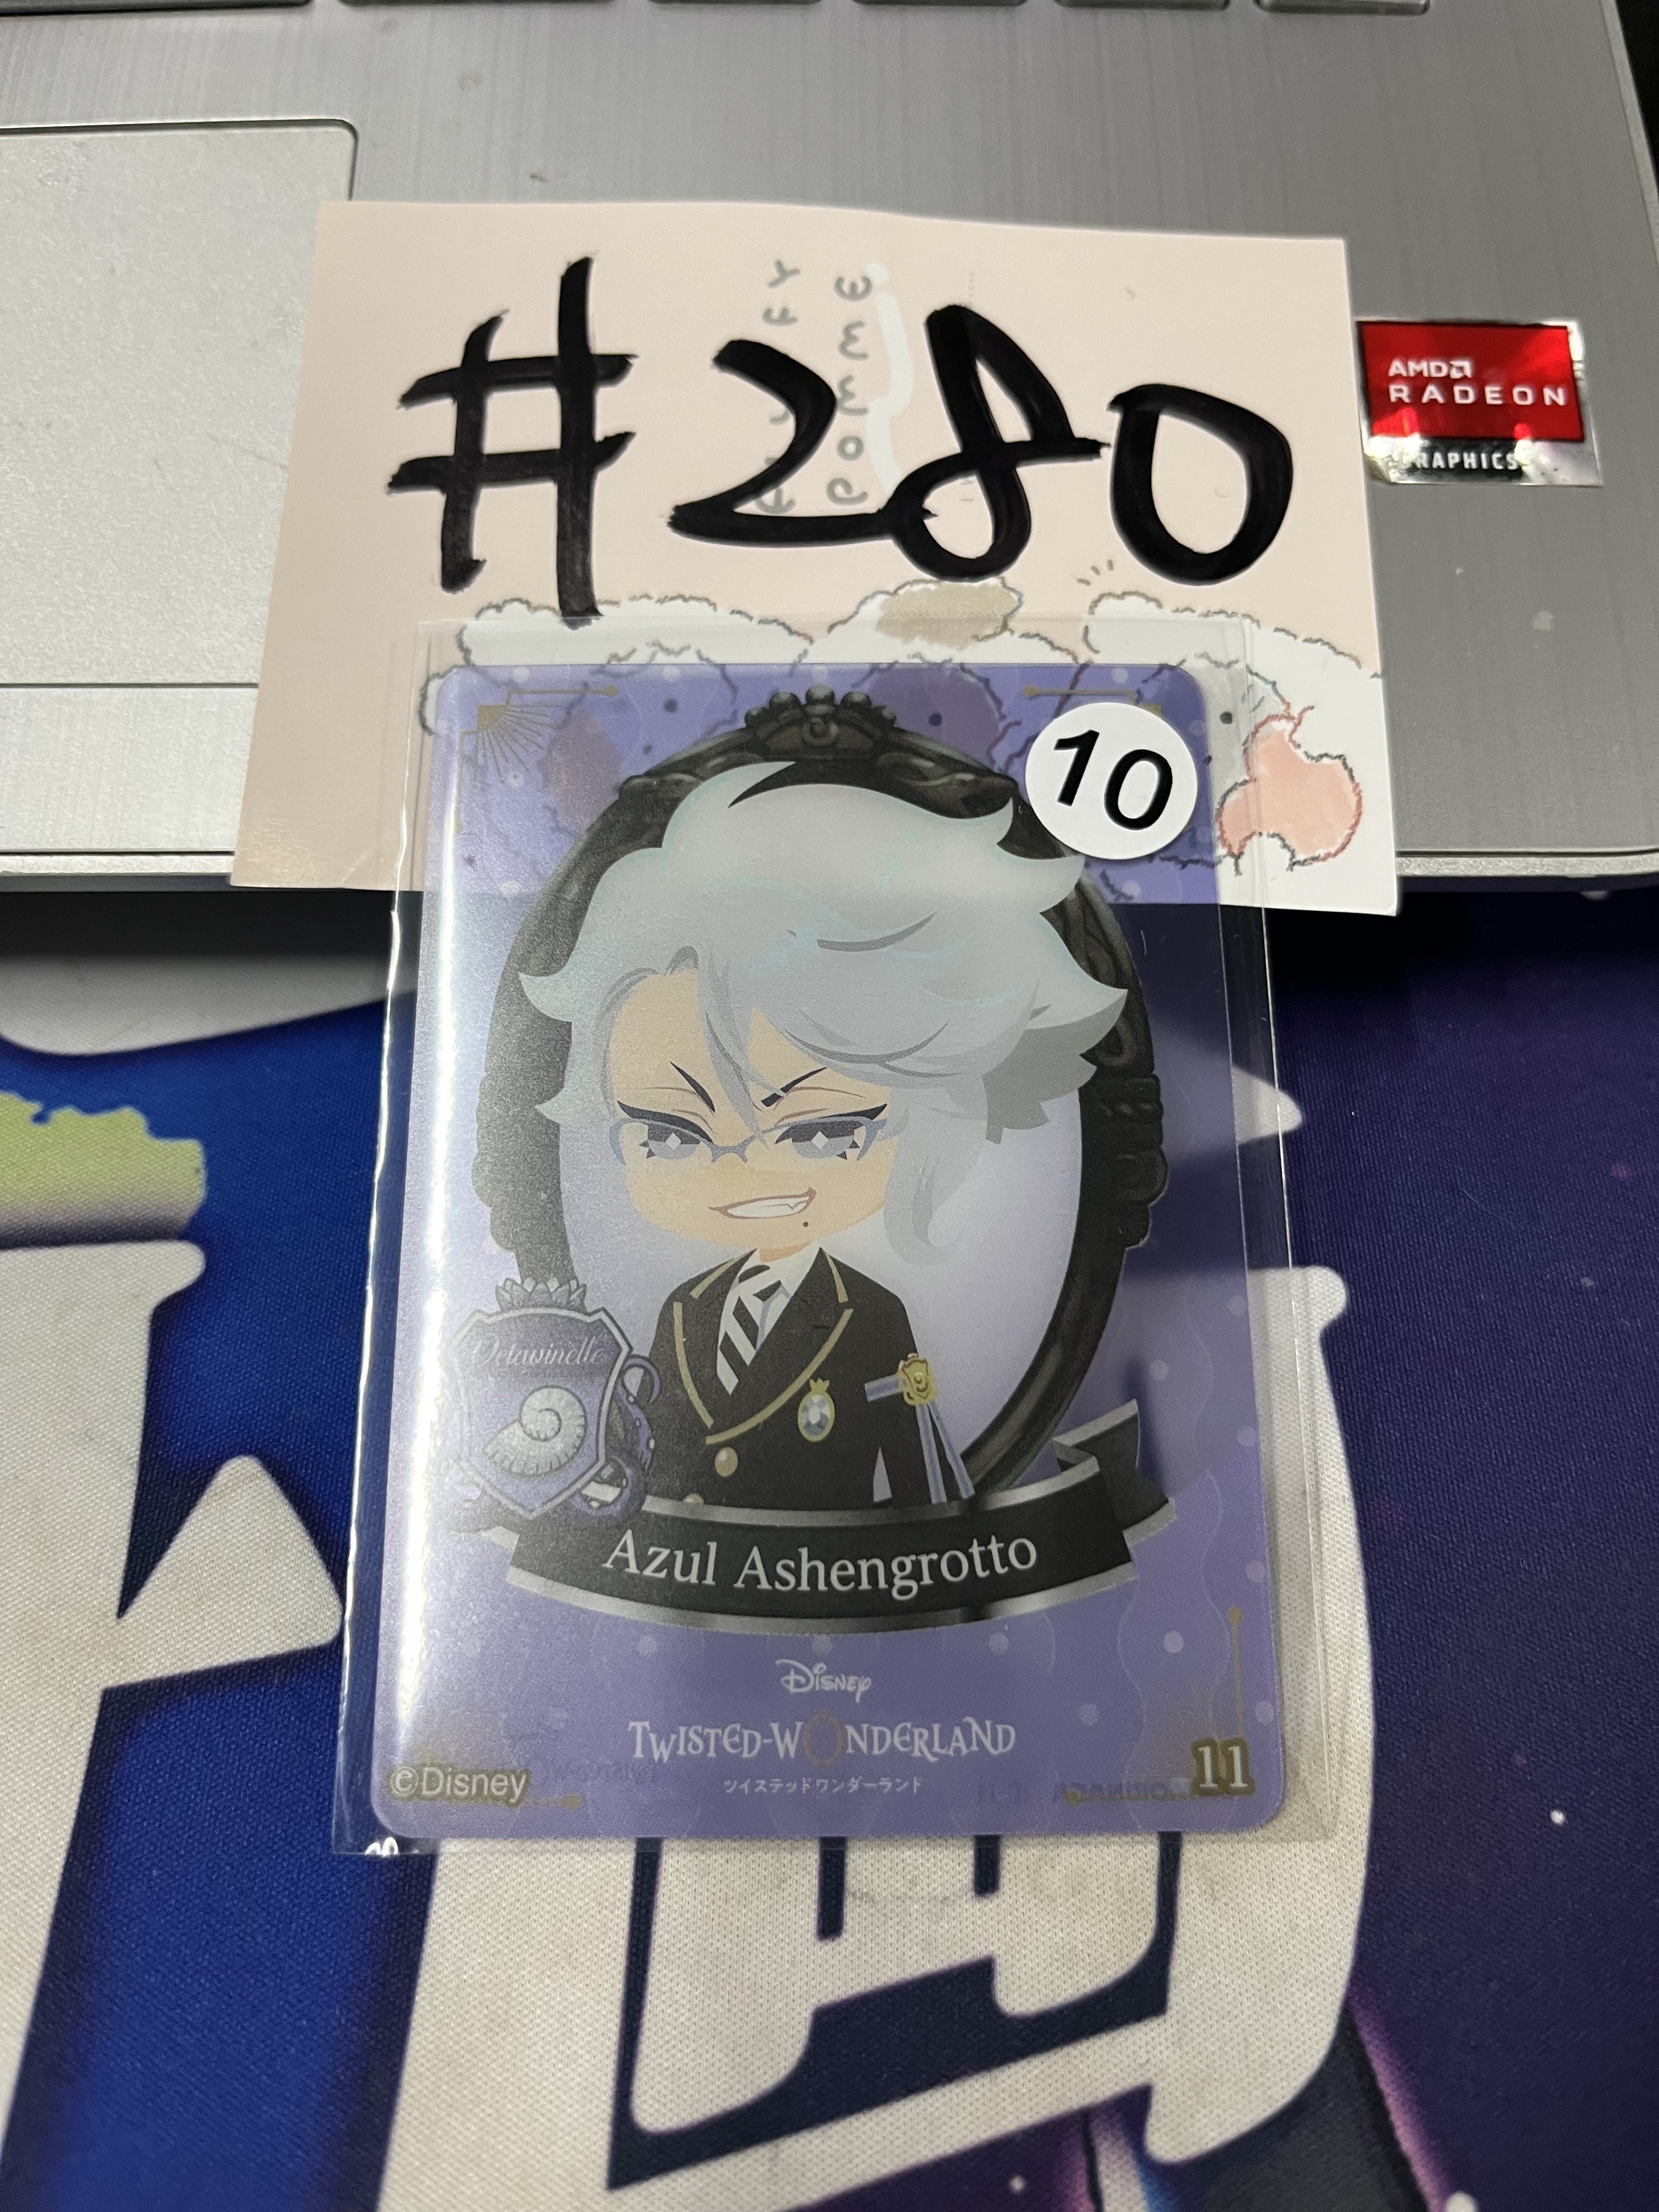 #280
AMD
RADEON
GRAPHICS
10
Octavinelle
Azul Ashengrotto
Disney
TWISTED-WONDERLAND
ツイステッドワンダーランド
©Disney
11